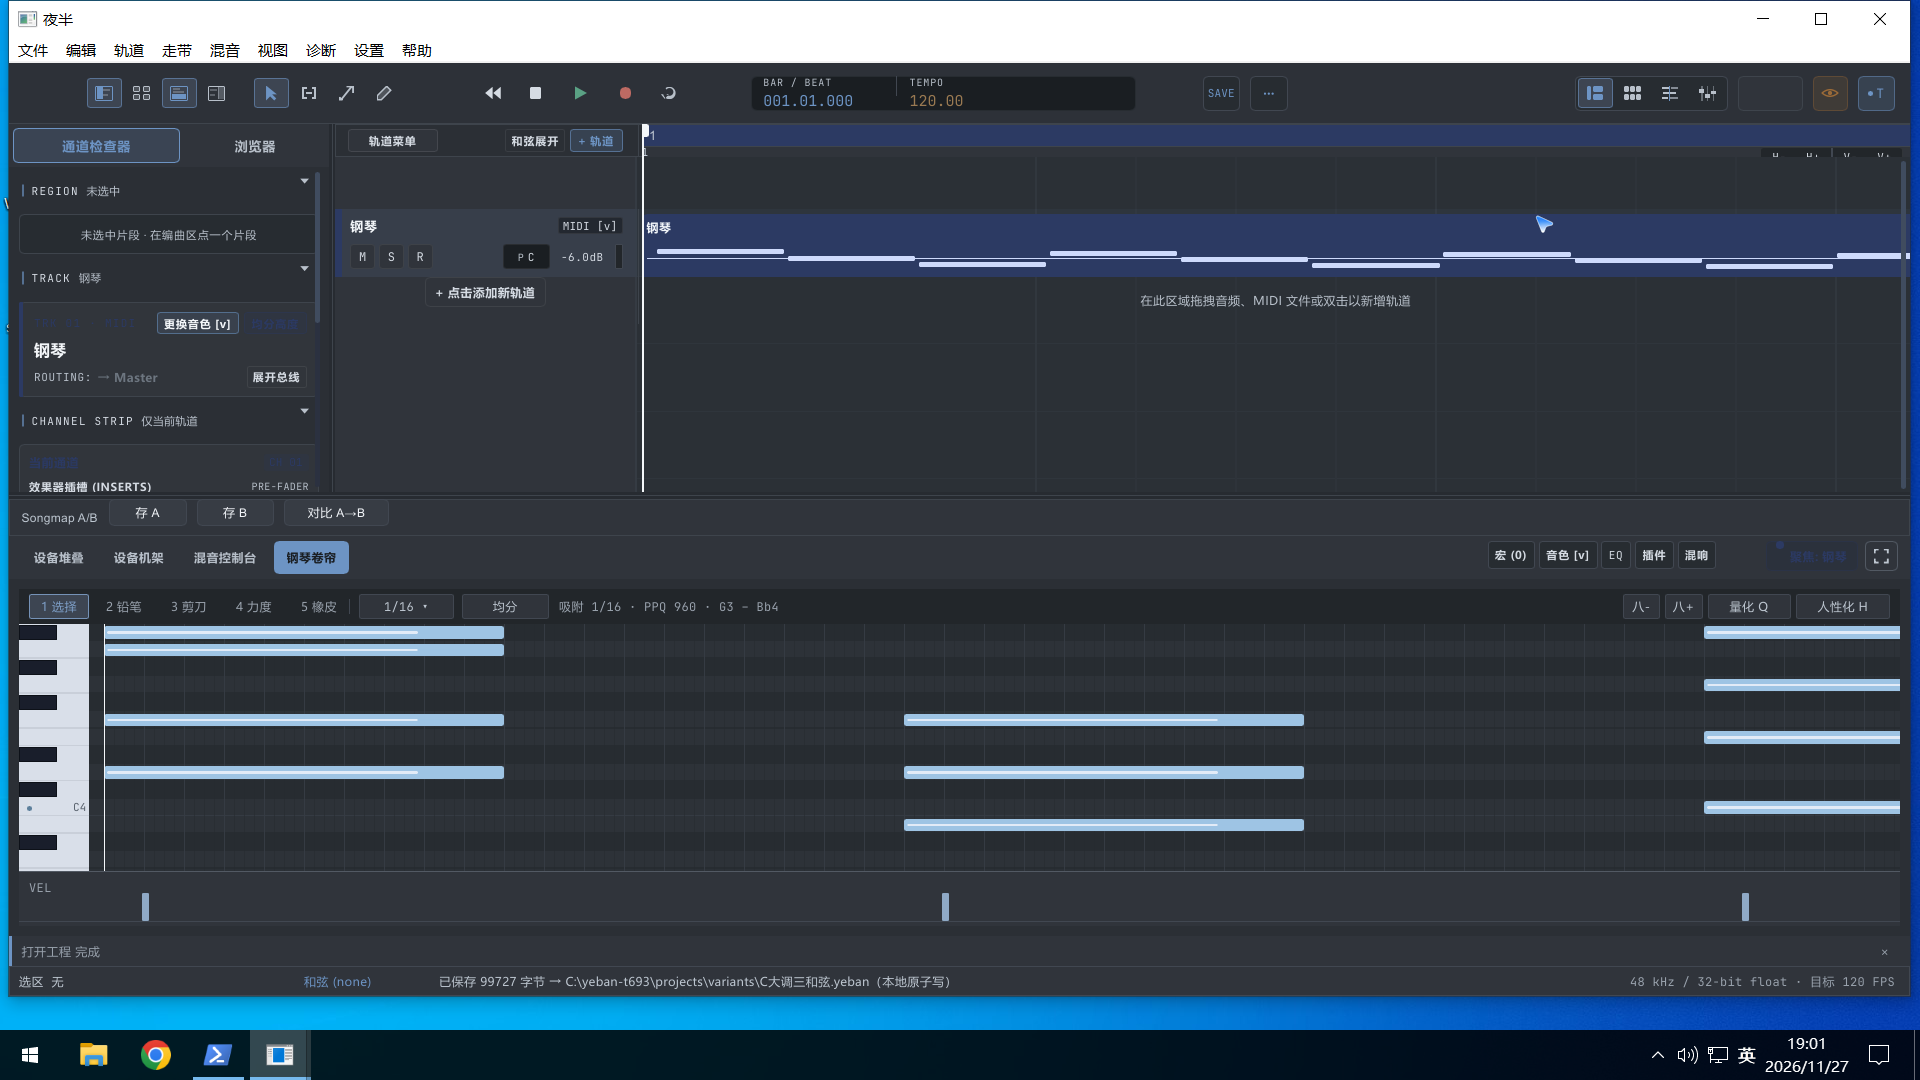 夜半
文件 编辑 轨道 走带 混音 视图 诊断 设置 帮助
BAR / BEAT
001.01.000
TEMPO
120.00
SAVE
...
T
通道检查器
浏览器
轨道菜单
和弦展开
+ 轨道
1
1
REGION 未选中
未选中片段 · 在编曲区点一个片段
TRACK 钢琴
更换音色 [v]
钢琴
ROUTING: → Master
展开总线
CHANNEL STRIP 仅当前轨道
效果器插槽 (INSERTS)
PRE-FADER
钢琴
MIDI [v]
M S R
P C
-6.0dB
+ 点击添加新轨道
钢琴
在此区域拖拽音频、MIDI 文件或双击以新增轨道
Songmap A/B
存 A
存 B
对比 A→B
设备堆叠
设备机架
混音控制台
钢琴卷帘
宏 (0)
音色 [v]
EQ
插件
混响
1 选择
2 铅笔
3 剪刀
4 力度
5 橡皮
1/16
均分
吸附 1/16 · PPQ 960 · G3 – Bb4
八-
八+
量化 Q
人性化 H
C4
VEL
打开工程 完成
×
选区 无
和弦 (none)
已保存 99727 字节 → C:\yeban-t693\projects\variants\C大调三和弦.yeban（本地原子写）
48 kHz / 32-bit float · 目标 120 FPS
英
19:01
2026/11/27